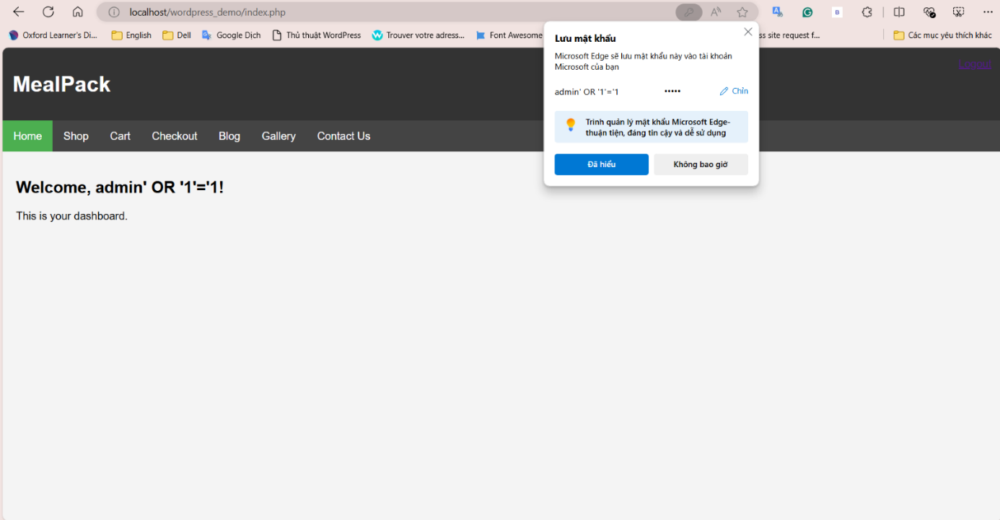 localhost/wordpress_demo/index.php
Oxford Learner's Di... English Dell Google Dịch Thủ thuật WordPress Trouver votre adress... Font Awesome ss site request f... Các mục yêu thích khác
Lưu mật khẩu
Microsoft Edge sẽ lưu mật khẩu này vào tài khoản
Microsoft của bạn
admin' OR '1'='1 ••••• Chỉn
Trình quản lý mật khẩu Microsoft Edge-
thuận tiện, đáng tin cậy và dễ sử dụng
Đã hiểu Không bao giờ
Logout
MealPack
Home Shop Cart Checkout Blog Gallery Contact Us
Welcome, admin' OR '1'='1!
This is your dashboard.